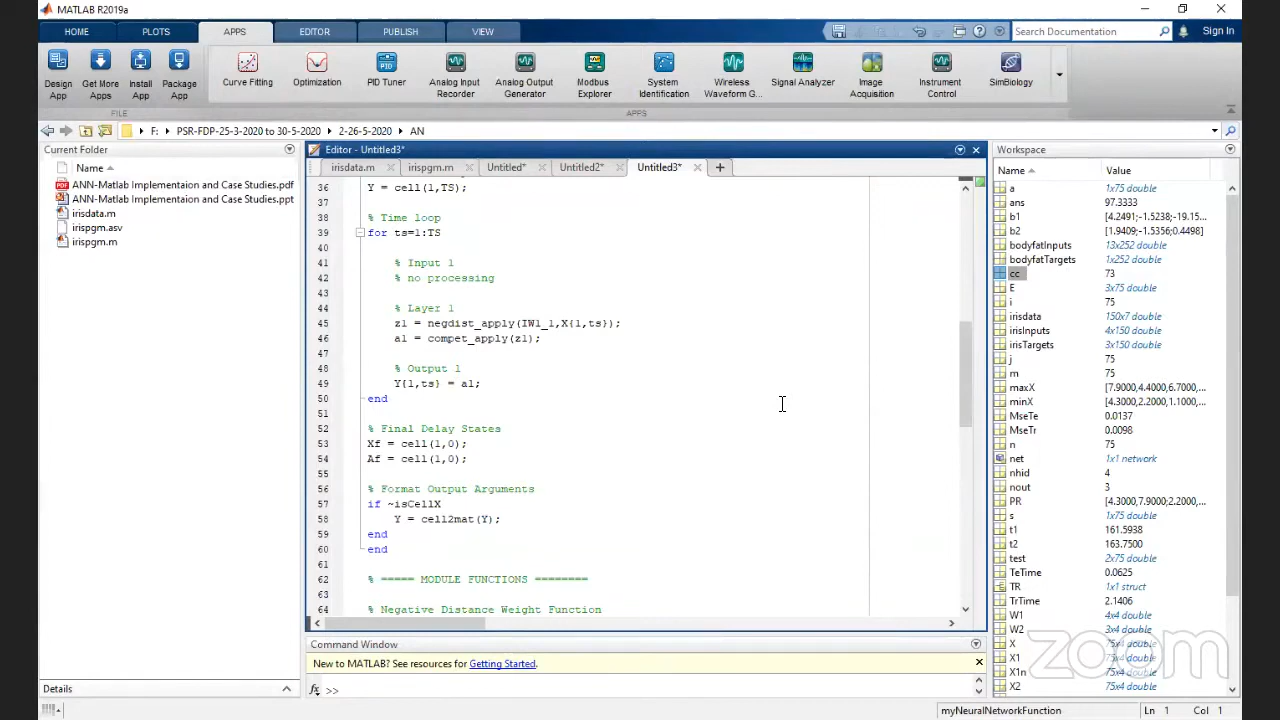 MATLAB R2019a
HOME PLOTS APPS EDITOR PUBLISH VIEW Search Documentation Sign In
Design App
Get More Apps
Install App
Package App
Curve Fitting
Optimization
PID Tuner
Analog Input Recorder
Analog Output Generator
Modbus Explorer
System Identification
Wireless Waveform G...
Signal Analyzer
Image Acquisition
Instrument Control
SimBiology
FILE APPS
F: PSR-FDP-25-3-2020 to 30-5-2020 2-26-5-2020 AN
Current Folder
Name
ANN-Matlab Implementaion and Case Studies.pdf
ANN-Matlab Implementaion and Case Studies.ppt
irisdata.m
irispgm.asv
irispgm.m
Details
Editor - Untitled3*
irisdata.m irispgm.m Untitled* Untitled2* Untitled3*
36 Y = cell(1,TS);
37
38 % Time loop
39 for ts=1:TS
40
41 % Input 1
42 % no processing
43
44 % Layer 1
45 z1 = negdist_apply(IW1_1,X{1,ts});
46 a1 = compet_apply(z1);
47
48 % Output 1
49 Y{1,ts} = a1;
50 end
51
52 % Final Delay States
53 Xf = cell(1,0);
54 Af = cell(1,0);
55
56 % Format Output Arguments
57 if ~isCellX
58 Y = cell2mat(Y);
59 end
60 end
61
62 % ===== MODULE FUNCTIONS ========
63
64 % Negative Distance Weight Function
Command Window
New to MATLAB? See resources for Getting Started.
fx >>
Workspace
Name Value
a 1x75 double
ans 97.3333
b1 [4.2491;-1.5238;-19.15...
b2 [1.9409;-1.5356;0.4498]
bodyfatInputs 13x252 double
bodyfatTargets 1x252 double
cc 73
E 3x75 double
i 75
irisdata 150x7 double
irisInputs 4x150 double
irisTargets 3x150 double
j 75
m 75
maxX [7.9000,4.4000,6.7000,...
minX [4.3000,2.2000,1.1000,...
MseTe 0.0137
MseTr 0.0098
n 75
net 1x1 network
nhid 4
nout 3
PR [4.3000,7.9000;2.2000,...
s 1x75 double
t1 161.5938
t2 163.7500
test 2x75 double
TeTime 0.0625
TR 1x1 struct
TrTime 2.1406
W1 4x4 double
W2 3x4 double
X 75x4 double
X1 75x4 double
X1n 75x4 double
X2 75x4 double
zoom
myNeuralNetworkFunction Ln 1 Col 1